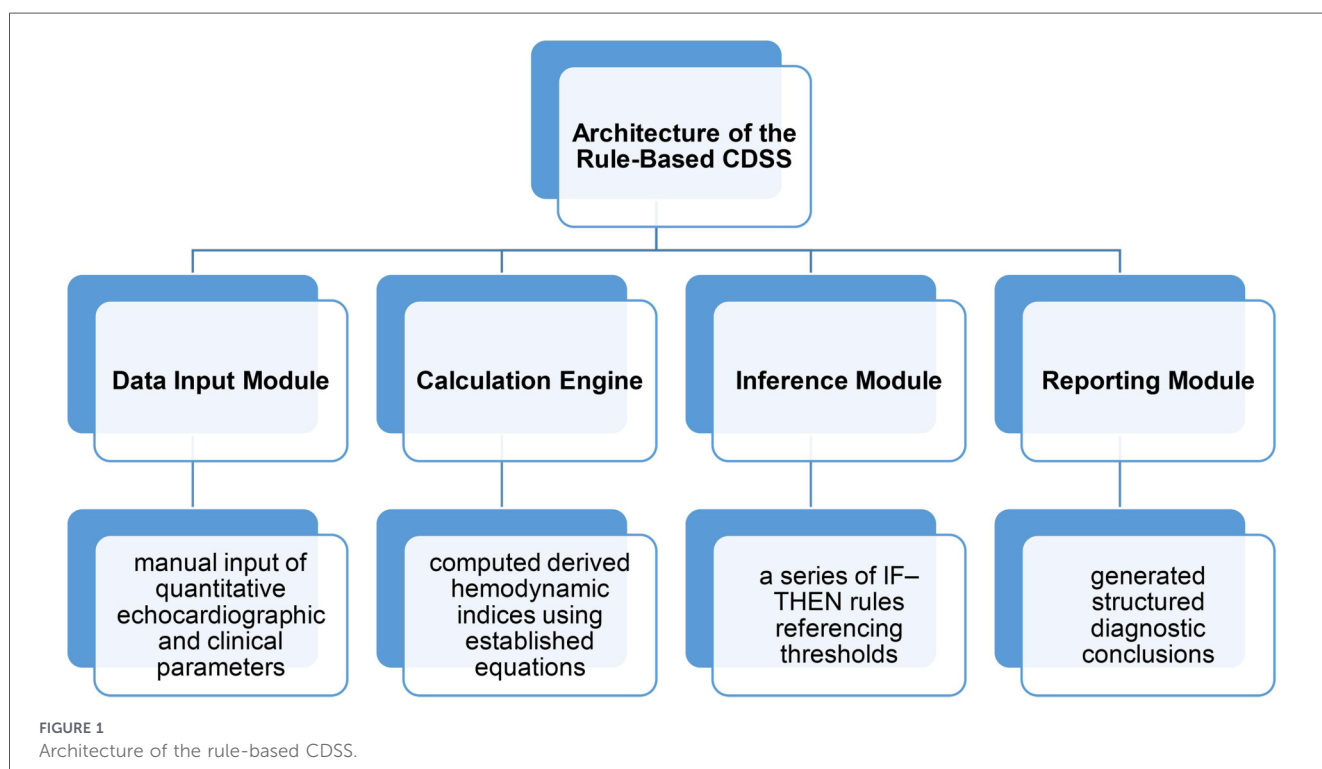 Architecture of the
Rule-Based CDSS
Data Input Module
Calculation Engine
Inference Module
Reporting Module
manual input of
quantitative
echocardiographic
and clinical
parameters
computed derived
hemodynamic
indices using
established
equations
a series of IF–
THEN rules
referencing
thresholds
generated
structured
diagnostic
conclusions
FIGURE 1
Architecture of the rule-based CDSS.